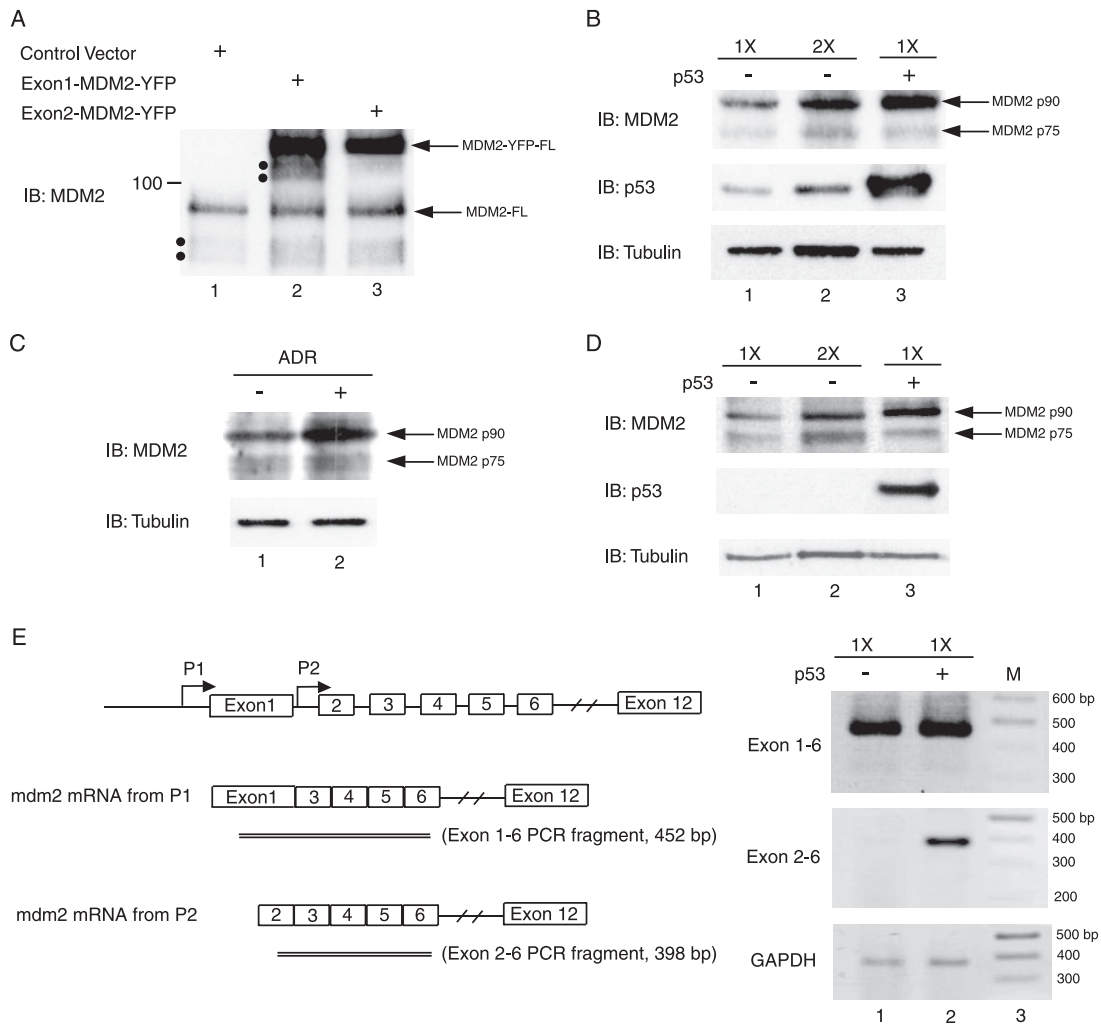 A
Control Vector +
Exon1-MDM2-YFP +
Exon2-MDM2-YFP +
IB: MDM2
100
MDM2-YFP-FL
MDM2-FL
1 2 3
B
1X 2X 1X
p53 - - +
IB: MDM2
MDM2 p90
MDM2 p75
IB: p53
IB: Tubulin
1 2 3
C
ADR
- +
IB: MDM2
MDM2 p90
MDM2 p75
IB: Tubulin
1 2
D
1X 2X 1X
p53 - - +
IB: MDM2
MDM2 p90
MDM2 p75
IB: p53
IB: Tubulin
1 2 3
E
P1 P2
Exon1 2 3 4 5 6 Exon 12
mdm2 mRNA from P1 Exon1 3 4 5 6 Exon 12
(Exon 1-6 PCR fragment, 452 bp)
mdm2 mRNA from P2 2 3 4 5 6 Exon 12
(Exon 2-6 PCR fragment, 398 bp)
1X 1X
p53 - + M
Exon 1-6
600 bp
500
400
300
Exon 2-6
500 bp
400
300
200
GAPDH
500 bp
400
300
1 2 3